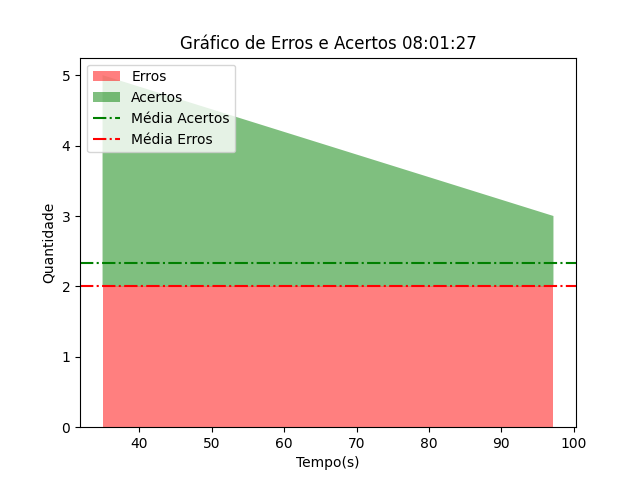 Gráfico de Erros e Acertos 08:01:27
Erros
Acertos
Média Acertos
Média Erros
Quantidade
5
4
3
2
1
0
40 50 60 70 80 90 100
Tempo(s)